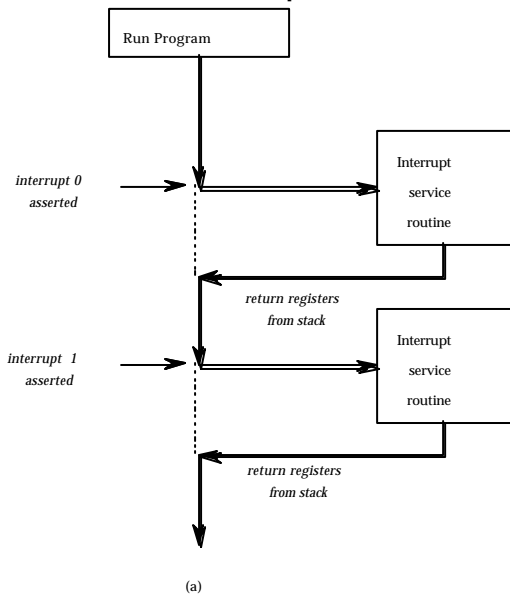 Run Program
interrupt 0
asserted
Interrupt
service
routine
return registers
from stack
interrupt 1
asserted
Interrupt
service
routine
return registers
from stack
(a)